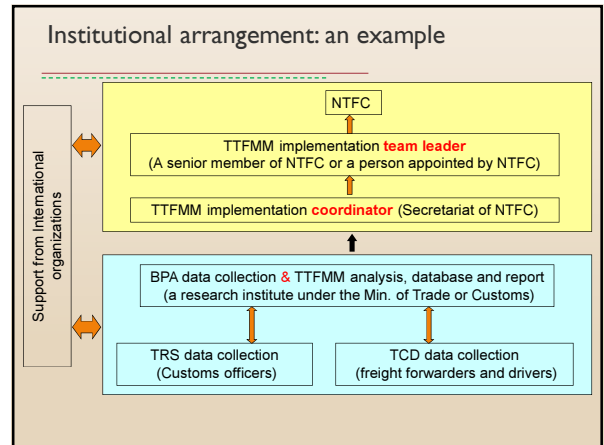 Institutional arrangement: an example
Support from International
organizations
NTFC
TTFMM implementation team leader
(A senior member of NTFC or a person appointed by NTFC)
TTFMM implementation coordinator (Secretariat of NTFC)
BPA data collection & TTFMM analysis, database and report
(a research institute under the Min. of Trade or Customs)
TRS data collection
(Customs officers)
TCD data collection
(freight forwarders and drivers)